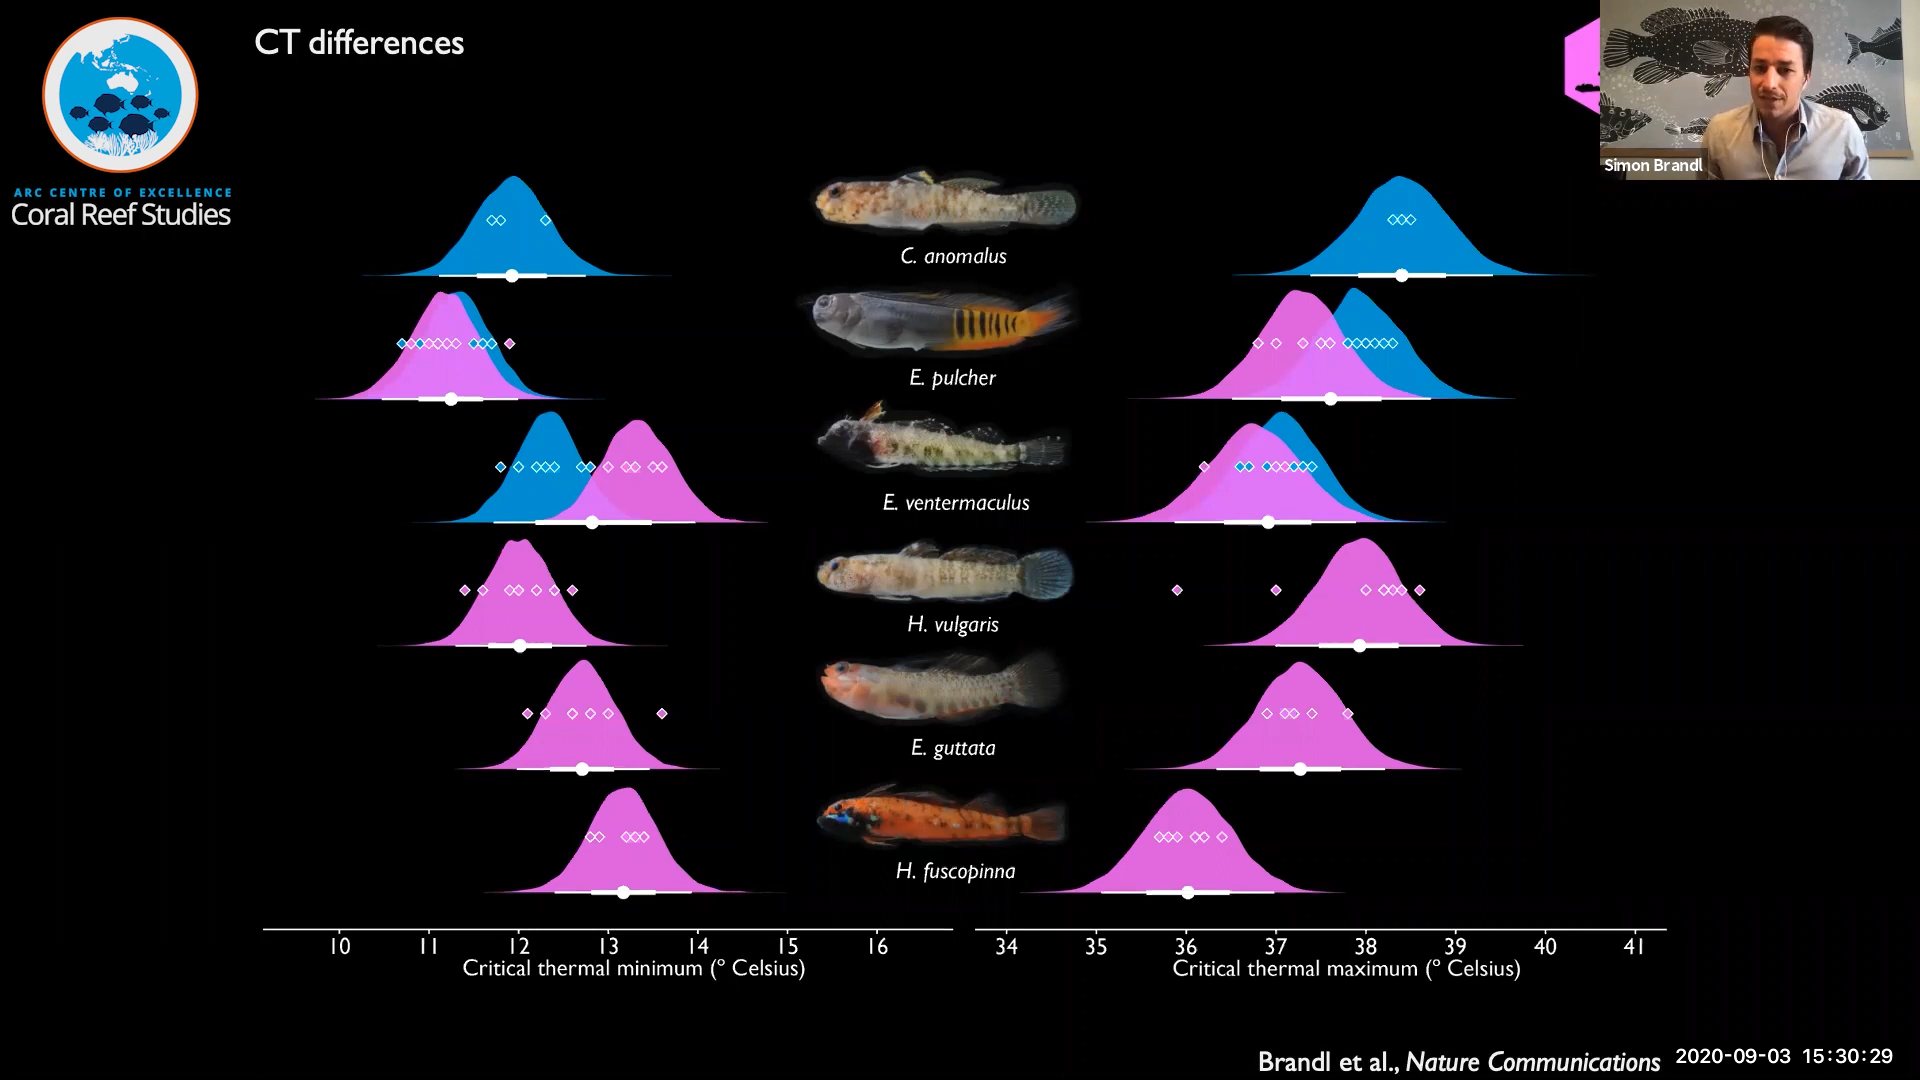 CT differences
ARC CENTRE OF EXCELLENCE
Coral Reef Studies
Simon Brandl
C. anomalus
E. pulcher
E. ventermaculus
H. vulgaris
E. guttata
H. fuscopinna
10 11 12 13 14 15 16
34 35 36 37 38 39 40 41
Critical thermal minimum (° Celsius)
Critical thermal maximum (° Celsius)
Brandl et al., Nature Communications
2020-09-03 15:30:29